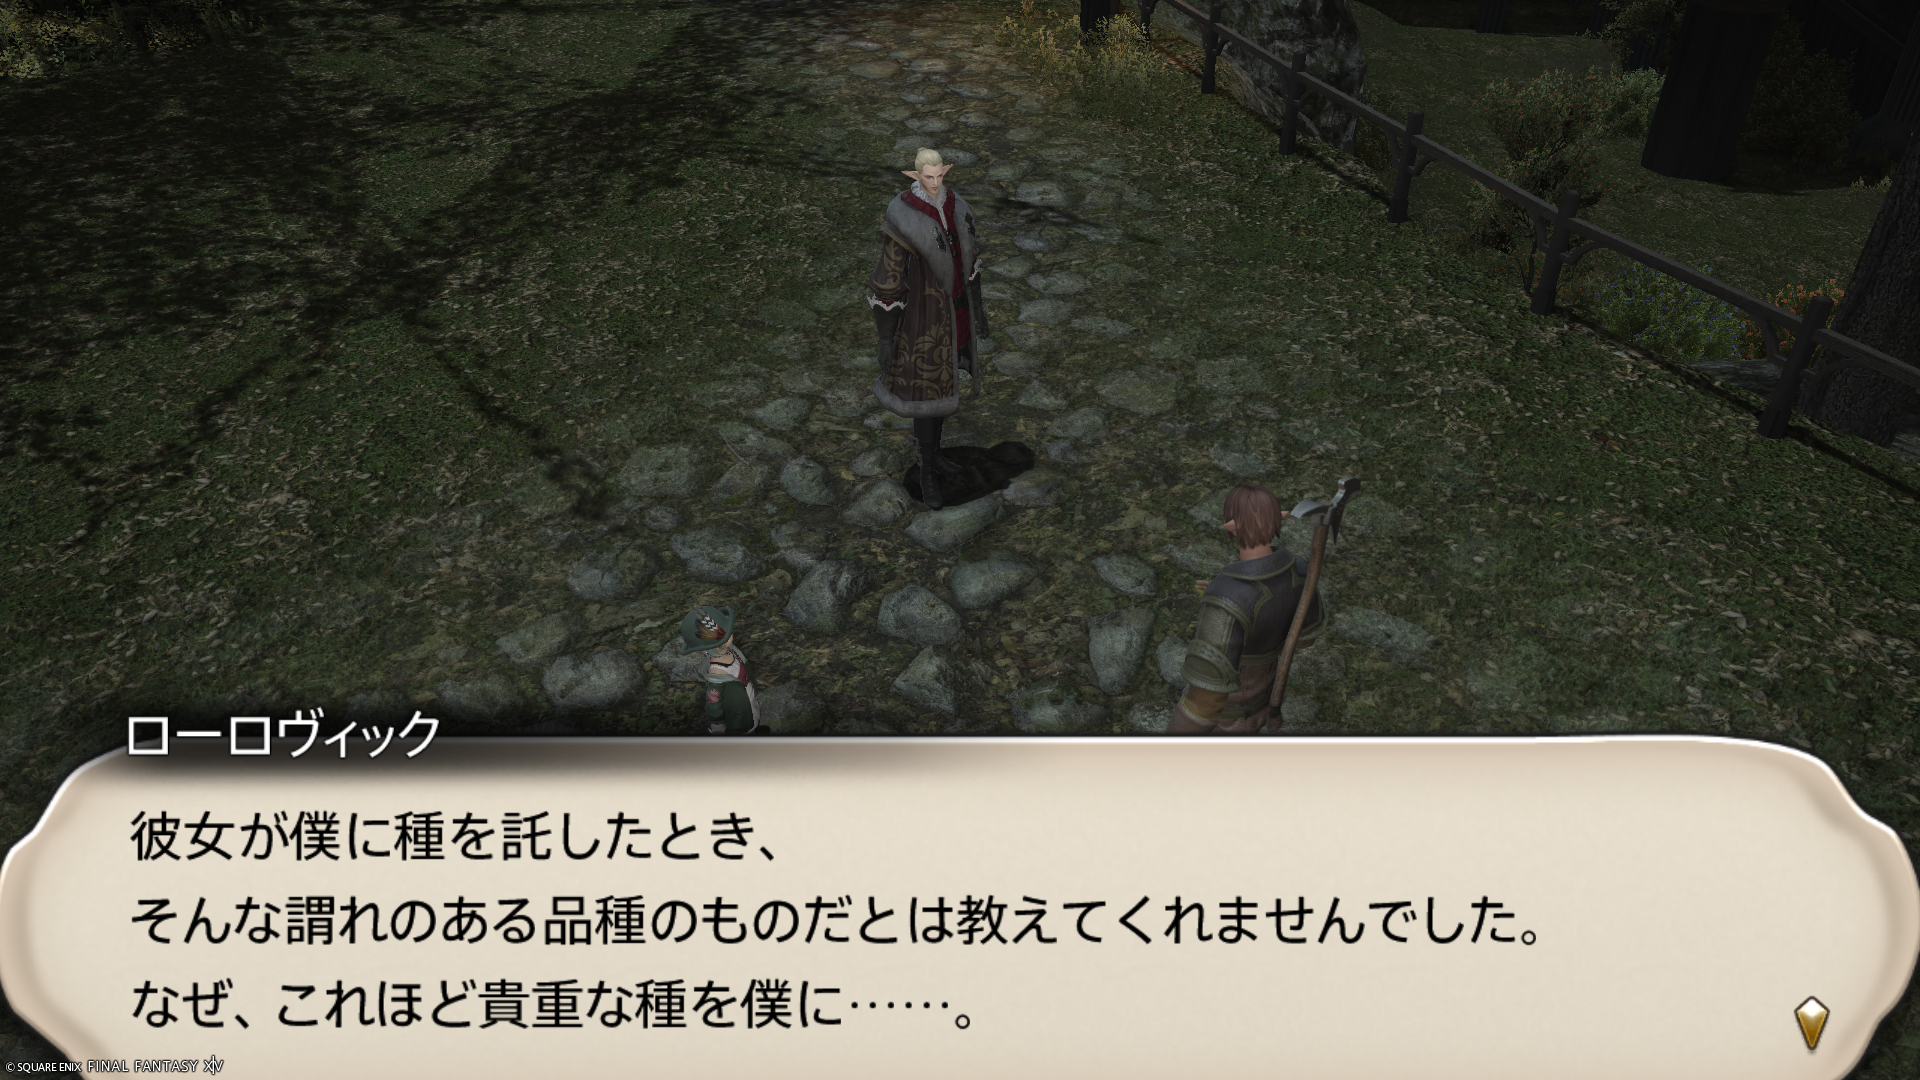 ローロヴィック
彼女が僕に種を託したとき、
そんな謂れのある品種のものだとは教えてくれませんでした。
なぜ、これほど貴重な種を僕に……。
© SQUARE ENIX FINAL FANTASY XIV